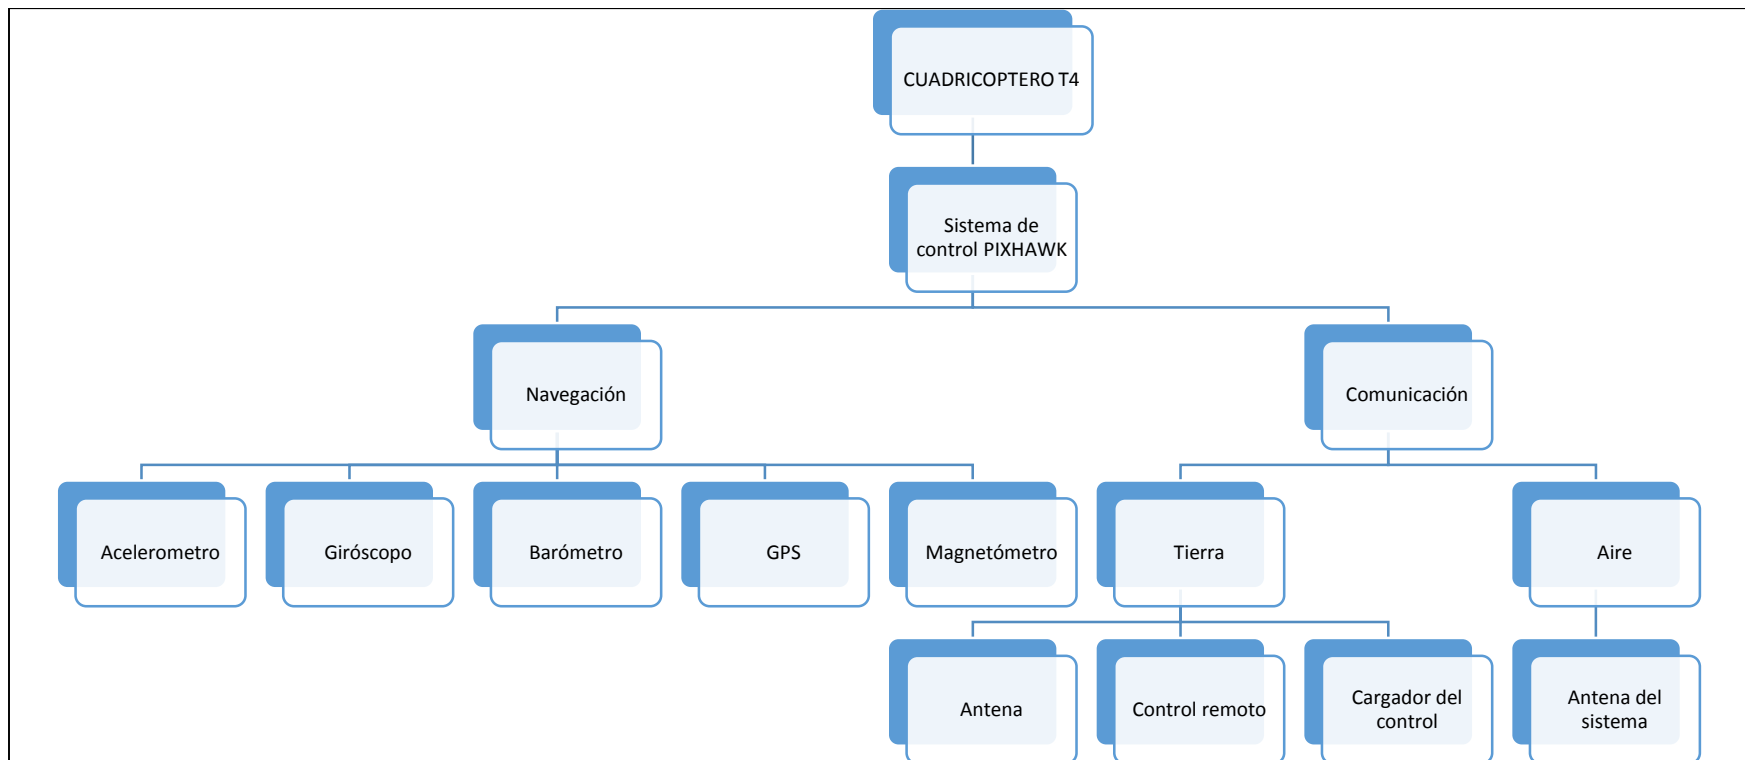 CUADRICOPTERO T4
Sistema de
control PIXHAWK
Navegación
Comunicación
Acelerometro
Giróscopo
Barómetro
GPS
Magnetómetro
Tierra
Aire
Antena
Control remoto
Cargador del
control
Antena del
sistema